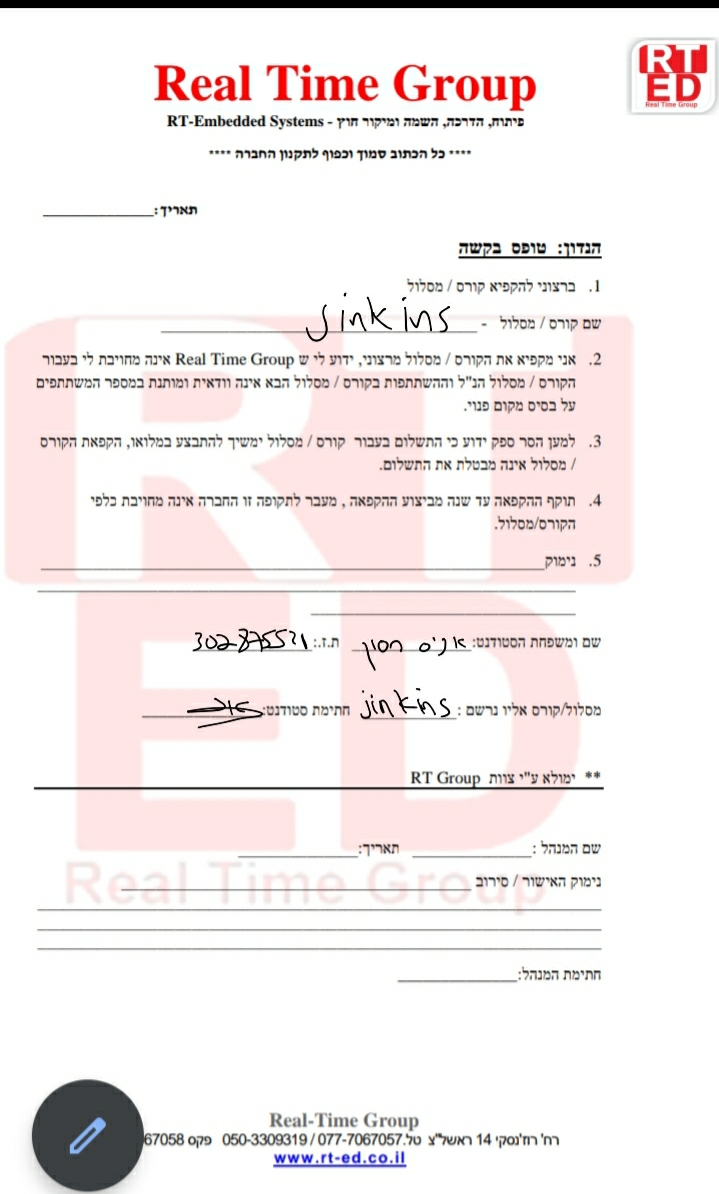 Real Time Group
RT ED
Real Time Group
RT-Embedded Systems - פיתוח, הדרכה, השמה ומיקור חוץ
**** כל הכתוב סמוך וכפוף לתקנון החברה ****
תאריך:____________
הנדון: טופס בקשה
1. ברצוני להקפיא קורס / מסלול
שם קורס / מסלול - Jinkins
2. אני מקפיא את הקורס / מסלול מרצוני, ידוע לי ש Real Time Group אינה מחויבת לי בעבור
הקורס / מסלול הנ"ל וההשתתפות בקורס / מסלול הבא אינה וודאית ומותנת במספר המשתתפים
על בסיס מקום פנוי.
3. למען הסר ספק ידוע כי התשלום בעבור קורס / מסלול ימשיך להתבצע במלואו, הקפאת הקורס
/ מסלול אינה מבטלת את התשלום.
4. תוקף ההקפאה עד שנה מביצוע ההקפאה , מעבר לתקופה זו החברה אינה מחויבת כלפי
הקורס/מסלול.
5. נימוק____________
שם ומשפחת הסטודנט: אניס חסון ת.ז.: 302875531
מסלול/קורס אליו נרשם : jinkins חתימת סטודנט:
** ימולא ע"י צוות RT Group
שם המנהל :____________ תאריך:____________
נימוק האישור / סירוב ____________
חתימת המנהל:____________
RT
ED
Real Time Group
Real-Time Group
רח' רוז'נסקי 14 ראשל"צ טל.077-7067057 / 050-3309319 פקס 67058
www.rt-ed.co.il